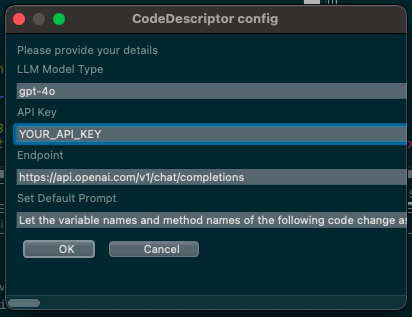 CodeDescriptor config
Please provide your details
LLM Model Type
gpt-4o
API Key
YOUR_API_KEY
Endpoint
https://api.openai.com/v1/chat/completions
Set Default Prompt
Let the variable names and method names of the following code change as
OK
Cancel